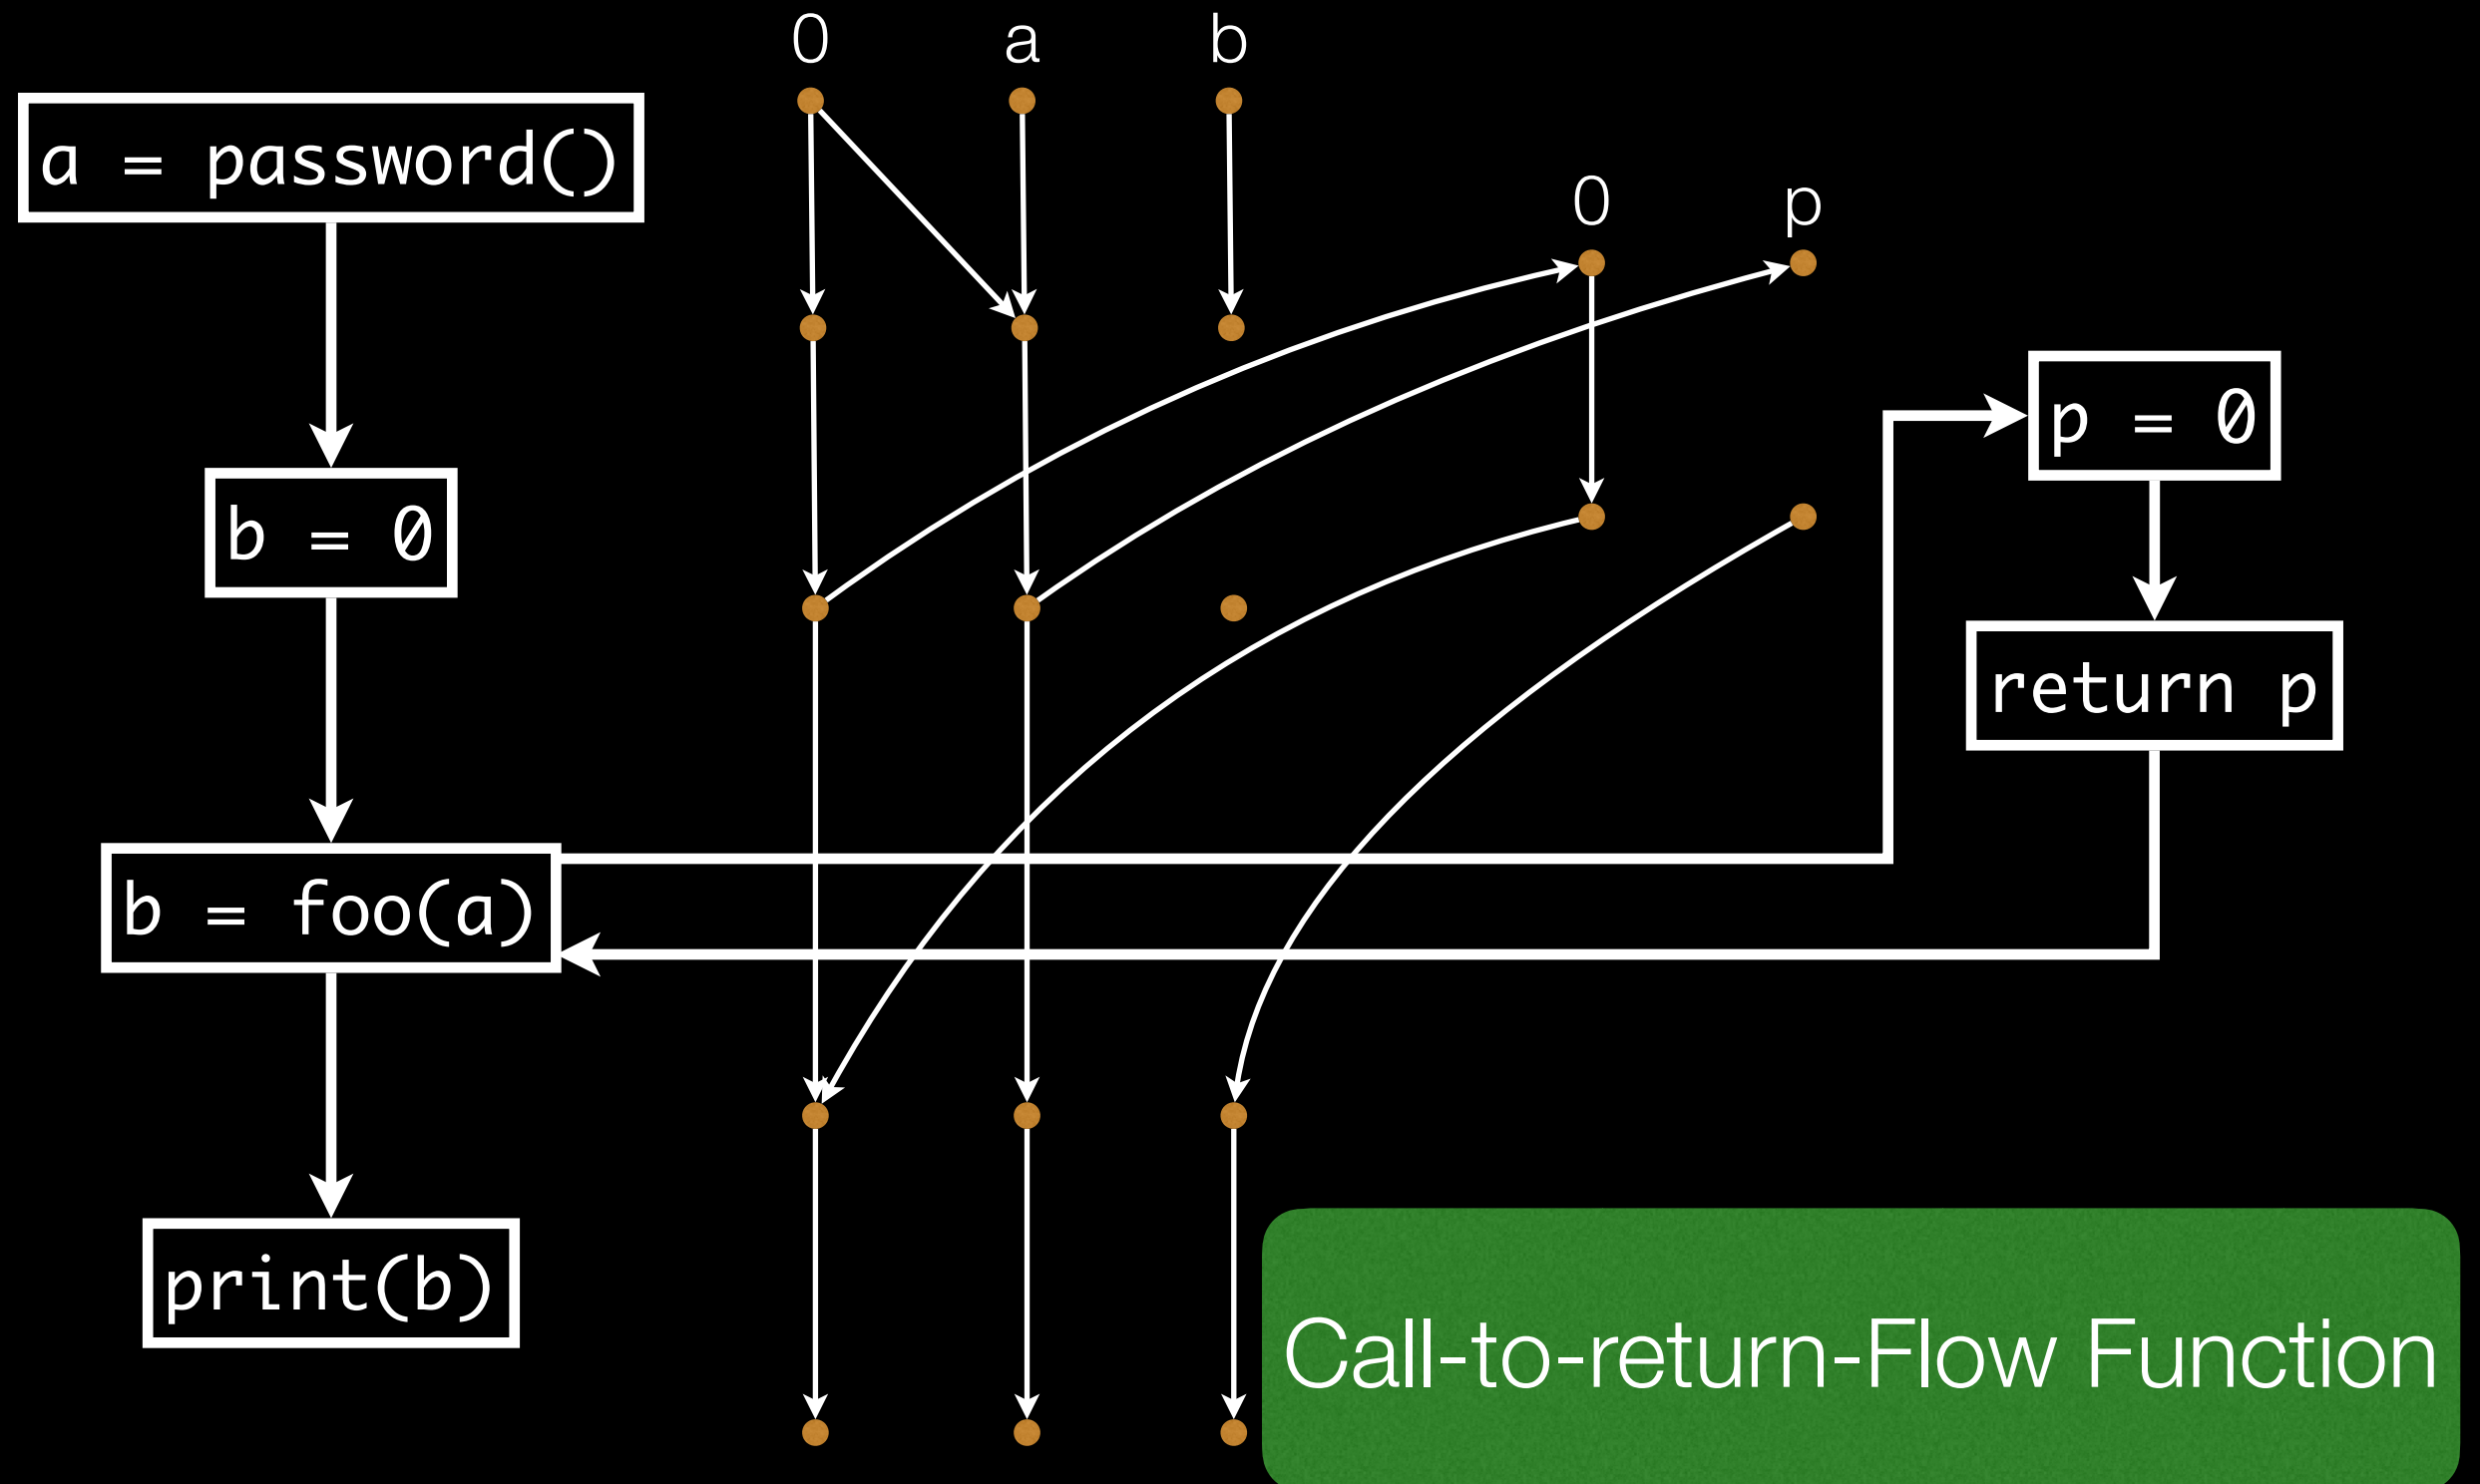 0 a b
a = password()
0 p
p = 0
b = 0
return p
b = foo(a)
print(b)
Call-to-return-Flow Function